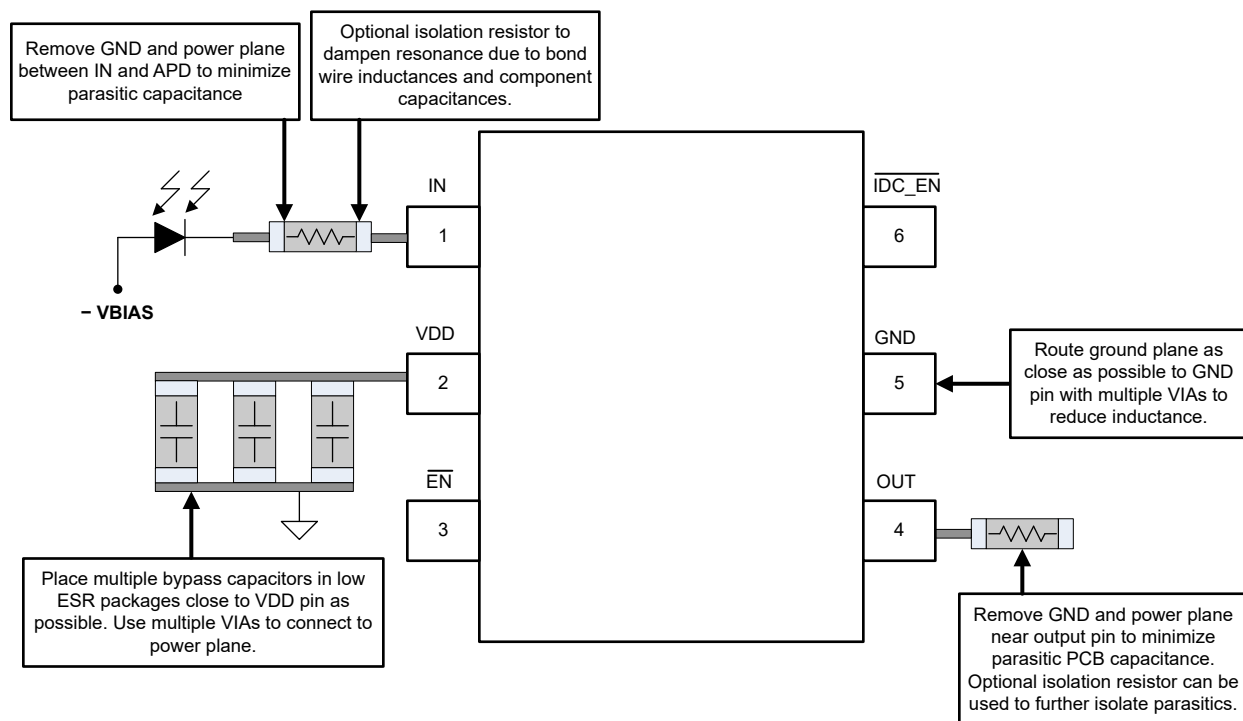 Remove GND and power plane
between IN and APD to minimize
parasitic capacitance
Optional isolation resistor to
dampen resonance due to bond
wire inductances and component
capacitances.
IN
1
IDC_EN
6
– VBIAS
VDD
2
GND
5
Route ground plane as
close as possible to GND
pin with multiple VIAs to
reduce inductance.
EN
3
OUT
4
Place multiple bypass capacitors in low
ESR packages close to VDD pin as
possible. Use multiple VIAs to connect to
power plane.
Remove GND and power plane
near output pin to minimize
parasitic PCB capacitance.
Optional isolation resistor can be
used to further isolate parasitics.